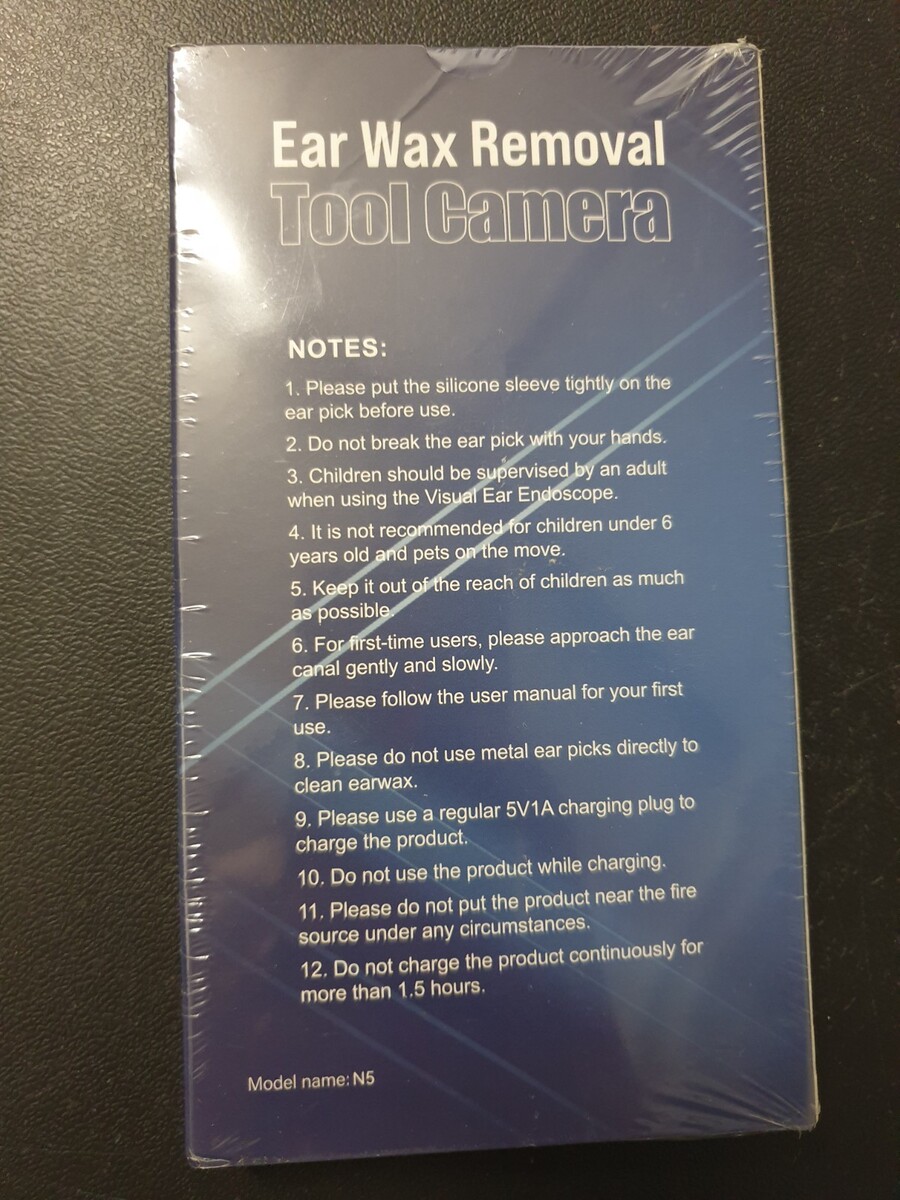 Ear Wax Removal
Tool Camera
NOTES:
1. Please put the silicone sleeve tightly on the
ear pick before use.
2. Do not break the ear pick with your hands.
3. Children should be supervised by an adult
when using the Visual Ear Endoscope.
4. It is not recommended for children under 6
years old and pets on the move.
5. Keep it out of the reach of children as much
as possible.
6. For first-time users, please approach the ear
canal gently and slowly.
7. Please follow the user manual for your first
use.
8. Please do not use metal ear picks directly to
clean earwax.
9. Please use a regular 5V1A charging plug to
charge the product.
10. Do not use the product while charging.
11. Please do not put the product near the fire
source under any circumstances.
12. Do not charge the product continuously for
more than 1.5 hours.
Model name: N5